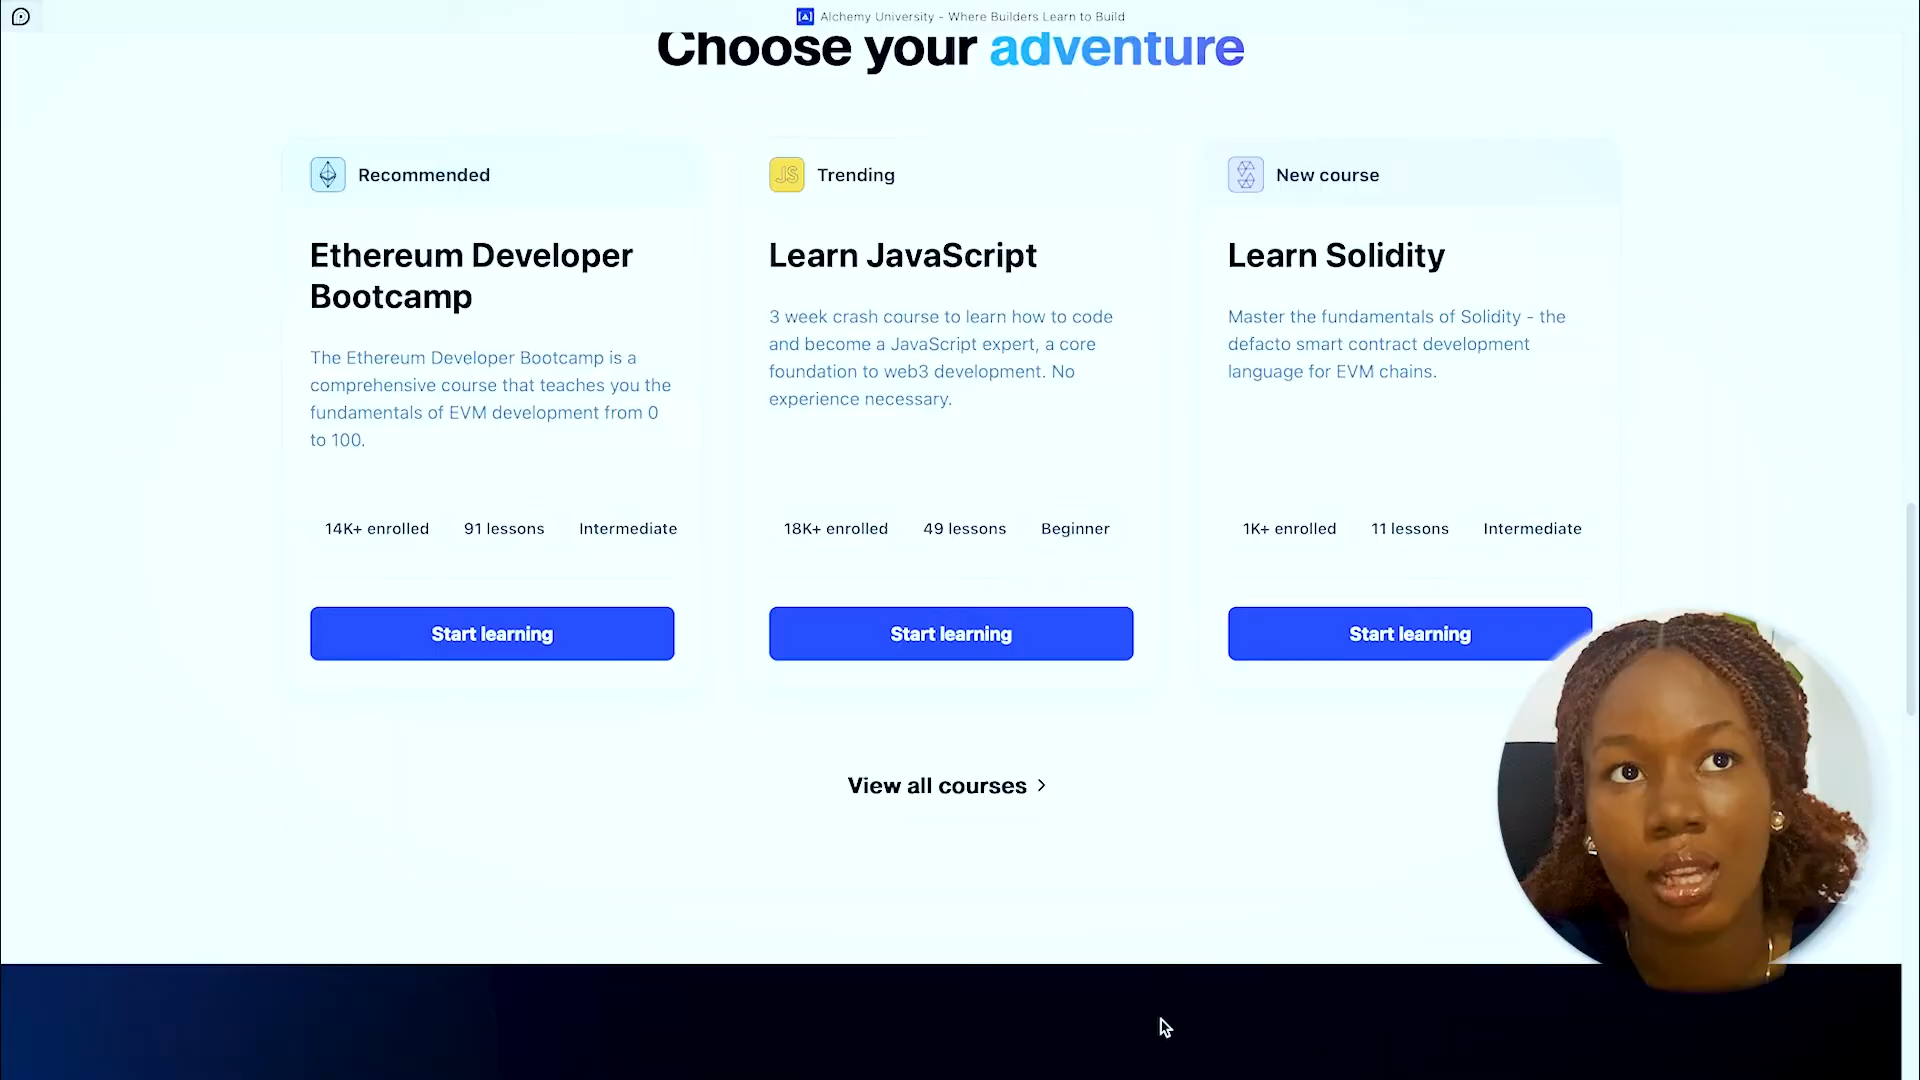 Alchemy University - Where Builders Learn to Build
Choose your adventure
Recommended
Ethereum Developer
Bootcamp
The Ethereum Developer Bootcamp is a
comprehensive course that teaches you the
fundamentals of EVM development from 0
to 100.
14K+ enrolled 91 lessons Intermediate
Start learning
JS Trending
Learn JavaScript
3 week crash course to learn how to code
and become a JavaScript expert, a core
foundation to web3 development. No
experience necessary.
18K+ enrolled 49 lessons Beginner
Start learning
New course
Learn Solidity
Master the fundamentals of Solidity - the
defacto smart contract development
language for EVM chains.
1K+ enrolled 11 lessons Intermediate
Start learning
View all courses